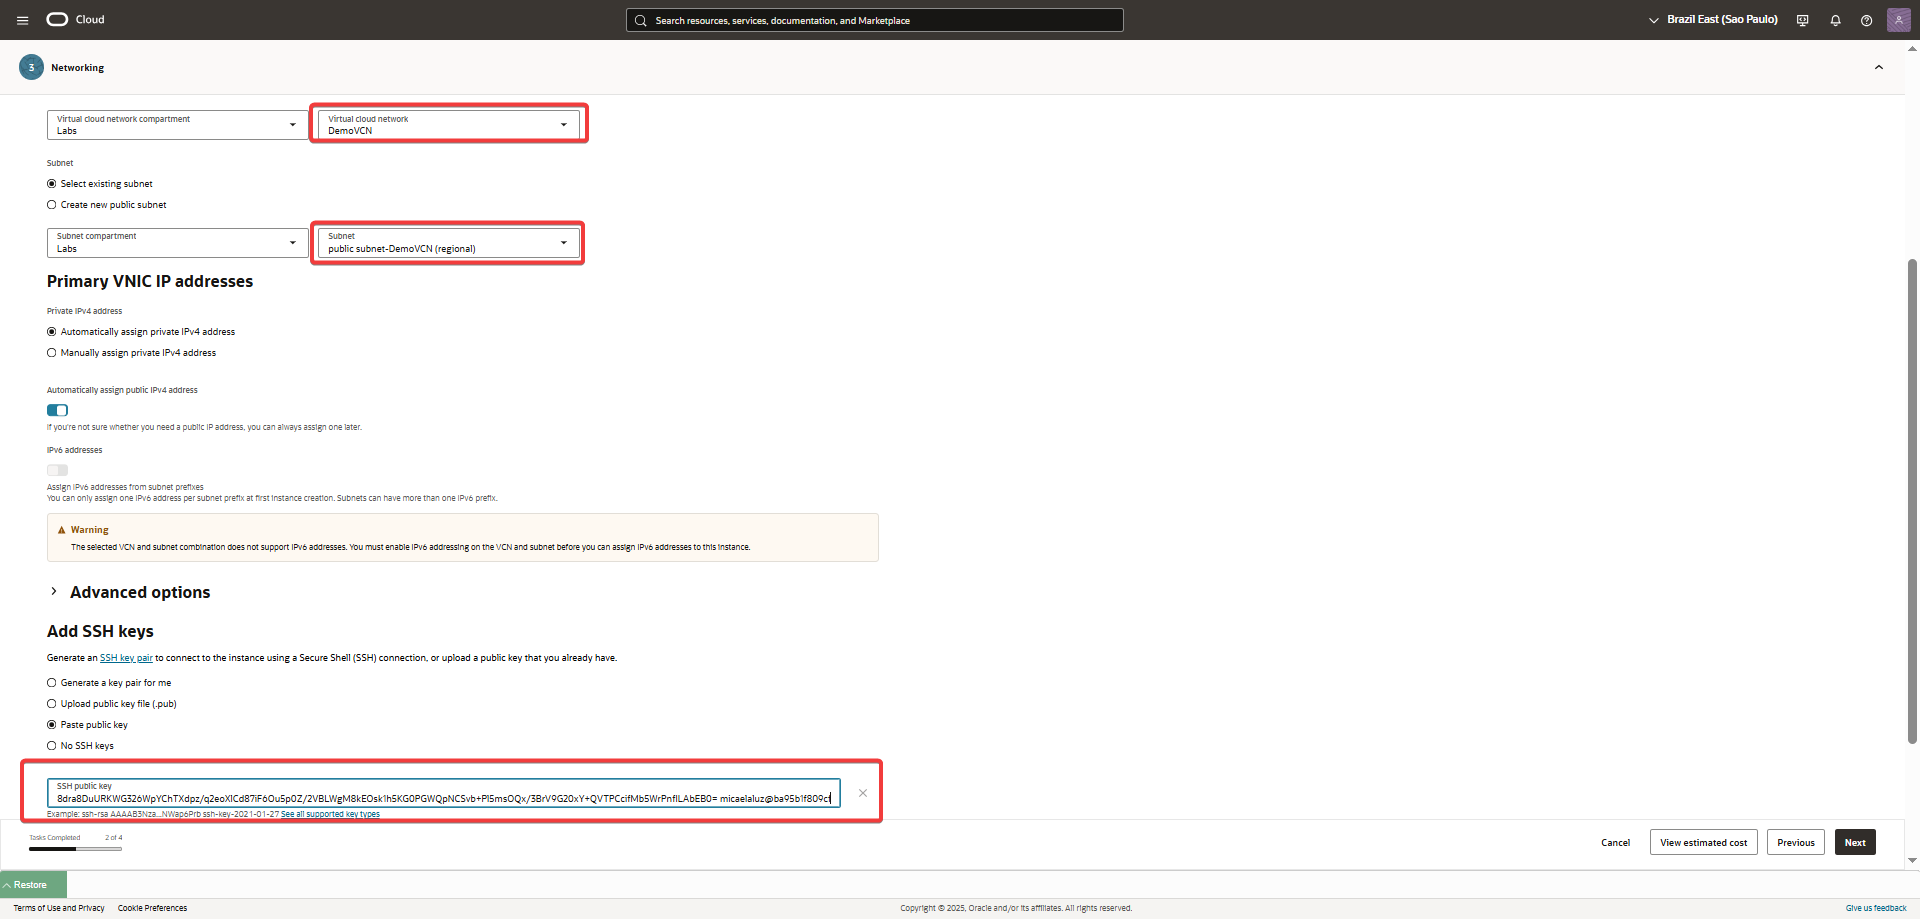 Cloud
Search resources, services, documentation, and Marketplace
Brazil East (Sao Paulo)
3 Networking
Virtual cloud network compartment
Labs
Virtual cloud network
DemoVCN
Subnet
Select existing subnet
Create new public subnet
Subnet compartment
Labs
Subnet
public subnet-DemoVCN (regional)
Primary VNIC IP addresses
Private IPv4 address
Automatically assign private IPv4 address
Manually assign private IPv4 address
Automatically assign public IPv4 address
If you're not sure whether you need a public IP address, you can always assign one later.
IPv6 addresses
Assign IPv6 addresses from subnet prefixes
You can only assign one IPv6 address per subnet prefix at first instance creation. Subnets can have more than one IPv6 prefix.
Warning
The selected VCN and subnet combination does not support IPv6 addresses. You must enable IPv6 addressing on the VCN and subnet before you can assign IPv6 addresses to this instance.
Advanced options
Add SSH keys
Generate an SSH key pair to connect to the instance using a Secure Shell (SSH) connection, or upload a public key that you already have.
Generate a key pair for me
Upload public key file (.pub)
Paste public key
No SSH keys
SSH public key
8dra8DuURKWG326WpYChTXdpz/q2eoXlCd87iF6Ou5p0Z/2VBLWgM8kEOsk1h5KG0PGWQpNCSvb+Pl5msOQx/3BrV9G20xY+QVTPCcifMb5WrPnfILAbEB0= micaelaluz@ba95b1f809cf
Example: ssh-rsa AAAAB3Nza...NWap6Prb ssh-key-2021-01-27 See all supported key types
Tasks Completed 2 of 4
Cancel
View estimated cost
Previous
Next
Restore
Terms of Use and Privacy
Cookie Preferences
Copyright © 2025, Oracle and/or its affiliates. All rights reserved.
Give us feedback